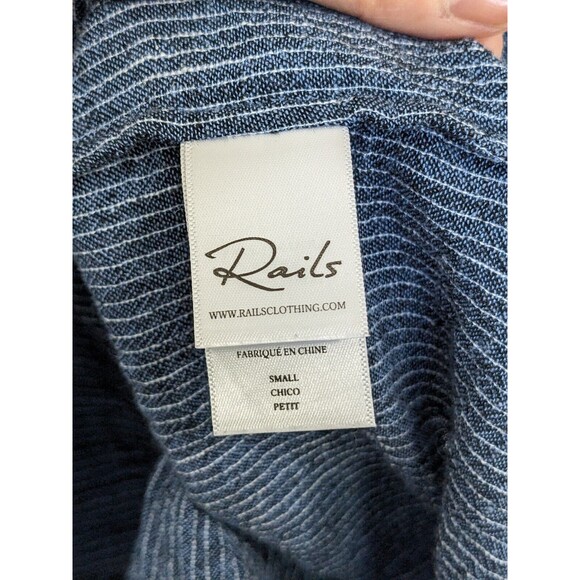 Rails
WWW.RAILSCLOTHING.COM
FABRIQUÉ EN CHINE
SMALL
CHICO
PETIT